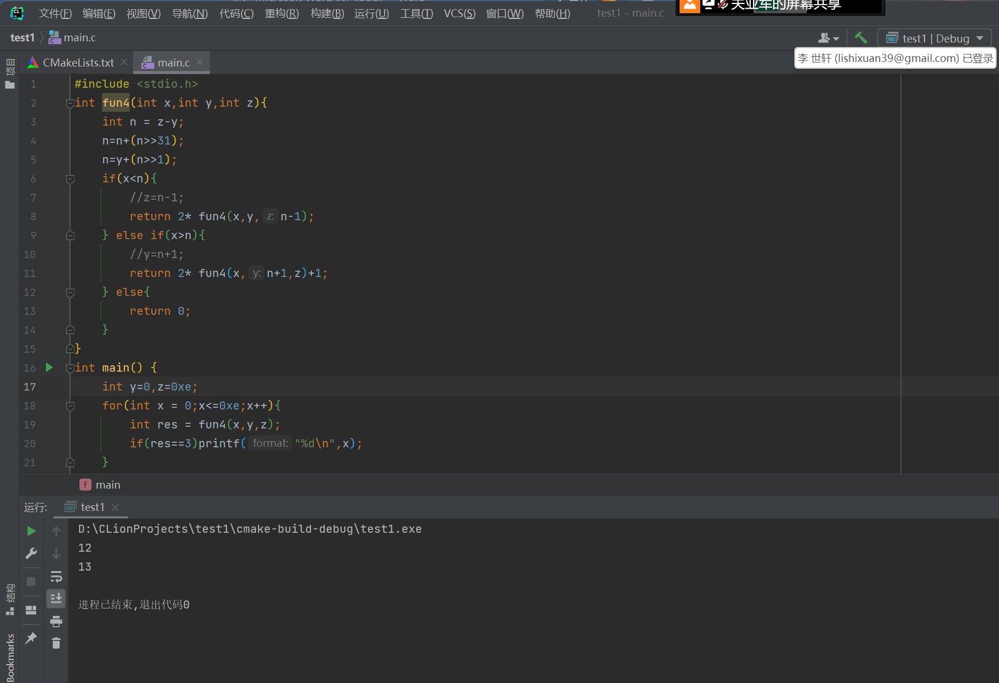 文件(F) 编辑(E) 视图(V) 导航(N) 代码(C) 重构(R) 构建(B) 运行(U) 工具(T) VCS(S) 窗口(W) 帮助(H) test1 - main.c
的屏幕共享
test1 main.c
test1 | Debug
李 世轩 (lishixuan39@gmail.com) 已登录
CMakeLists.txt main.c
项目
1 #include <stdio.h>
2 int fun4(int x,int y,int z){
3 int n = z-y;
4 n=n+(n>>31);
5 n=y+(n>>1);
6 if(x<n){
7 //z=n-1;
8 return 2* fun4(x,y, z: n-1);
9 } else if(x>n){
10 //y=n+1;
11 return 2* fun4(x, y: n+1,z)+1;
12 } else{
13 return 0;
14 }
15 }
16 int main() {
17 int y=0,z=0xe;
18 for(int x = 0;x<=0xe;x++){
19 int res = fun4(x,y,z);
20 if(res==3)printf( format: "%d\n",x);
21 }
f main
运行: test1
D:\CLionProjects\test1\cmake-build-debug\test1.exe
12
13
进程已结束,退出代码0
结构
Bookmarks